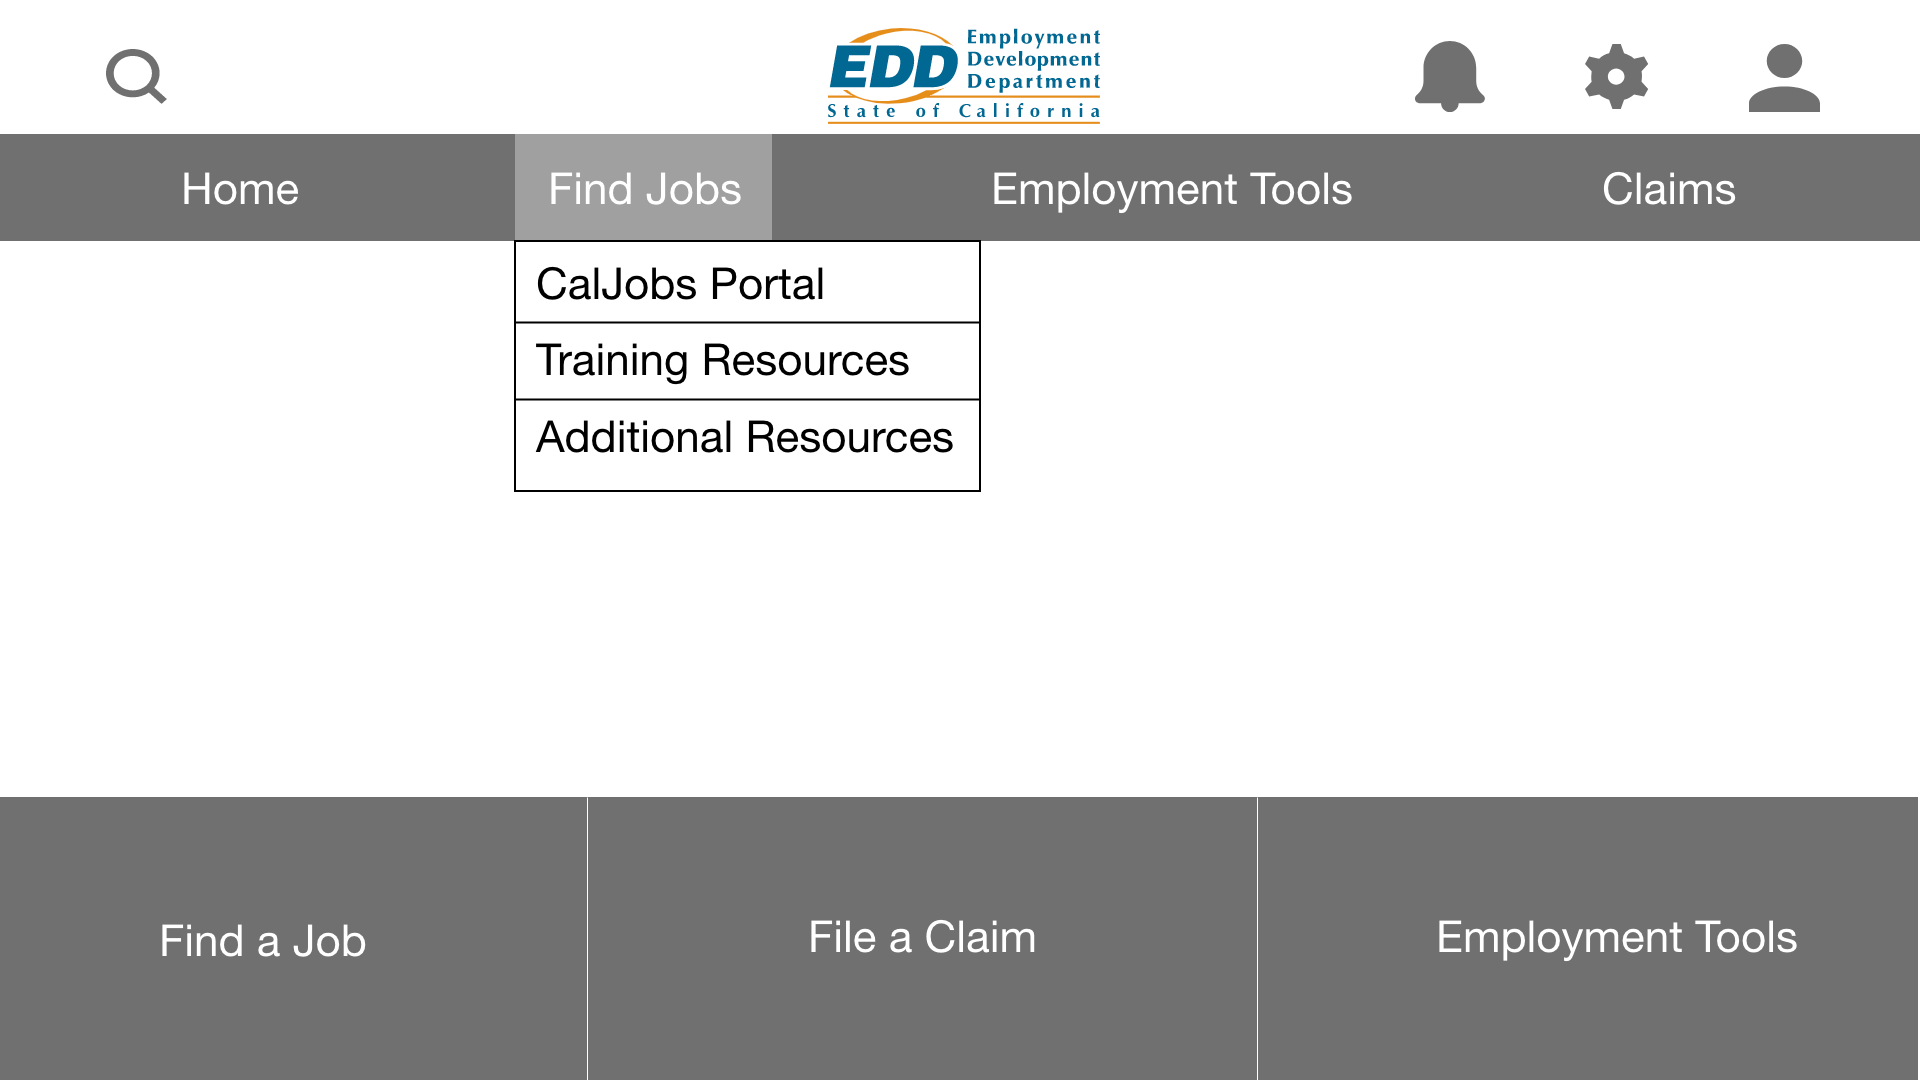 EDD
Employment
Development
Department
State of California
Home
Find Jobs
Employment Tools
Claims
CalJobs Portal
Training Resources
Additional Resources
Find a Job
File a Claim
Employment Tools